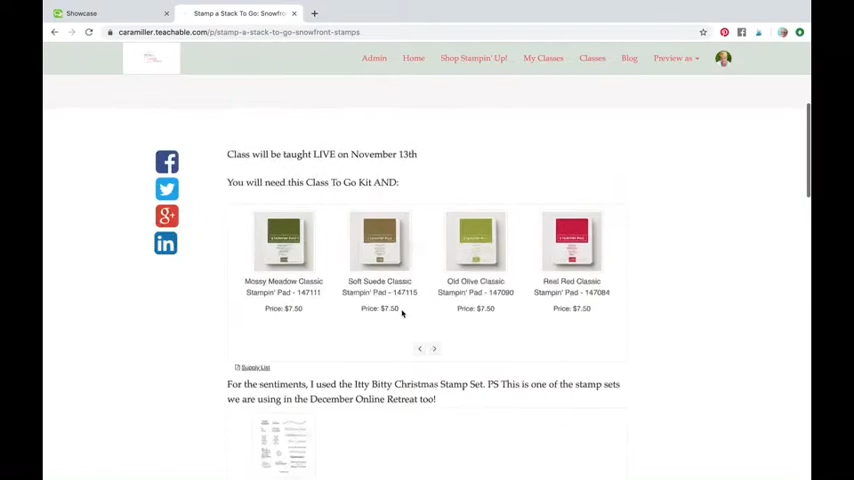 Showcase
Stamp a Stack To Go: Snowfro
caramiller.teachable.com/p/stamp-a-stack-to-go-snowfront-stamps
Admin Home Shop Stampin' Up! My Classes Classes Blog Preview as
Class will be taught LIVE on November 13th
You will need this Class To Go Kit AND:
Mossy Meadow Classic Stampin' Pad - 147111
Price: $7.50
Soft Suede Classic Stampin' Pad - 147115
Price: $7.50
Old Olive Classic Stampin' Pad - 147090
Price: $7.50
Real Red Classic Stampin' Pad - 147084
Price: $7.50
Supply List
For the sentiments, I used the Itty Bitty Christmas Stamp Set. PS This is one of the stamp sets
we are using in the December Online Retreat too!